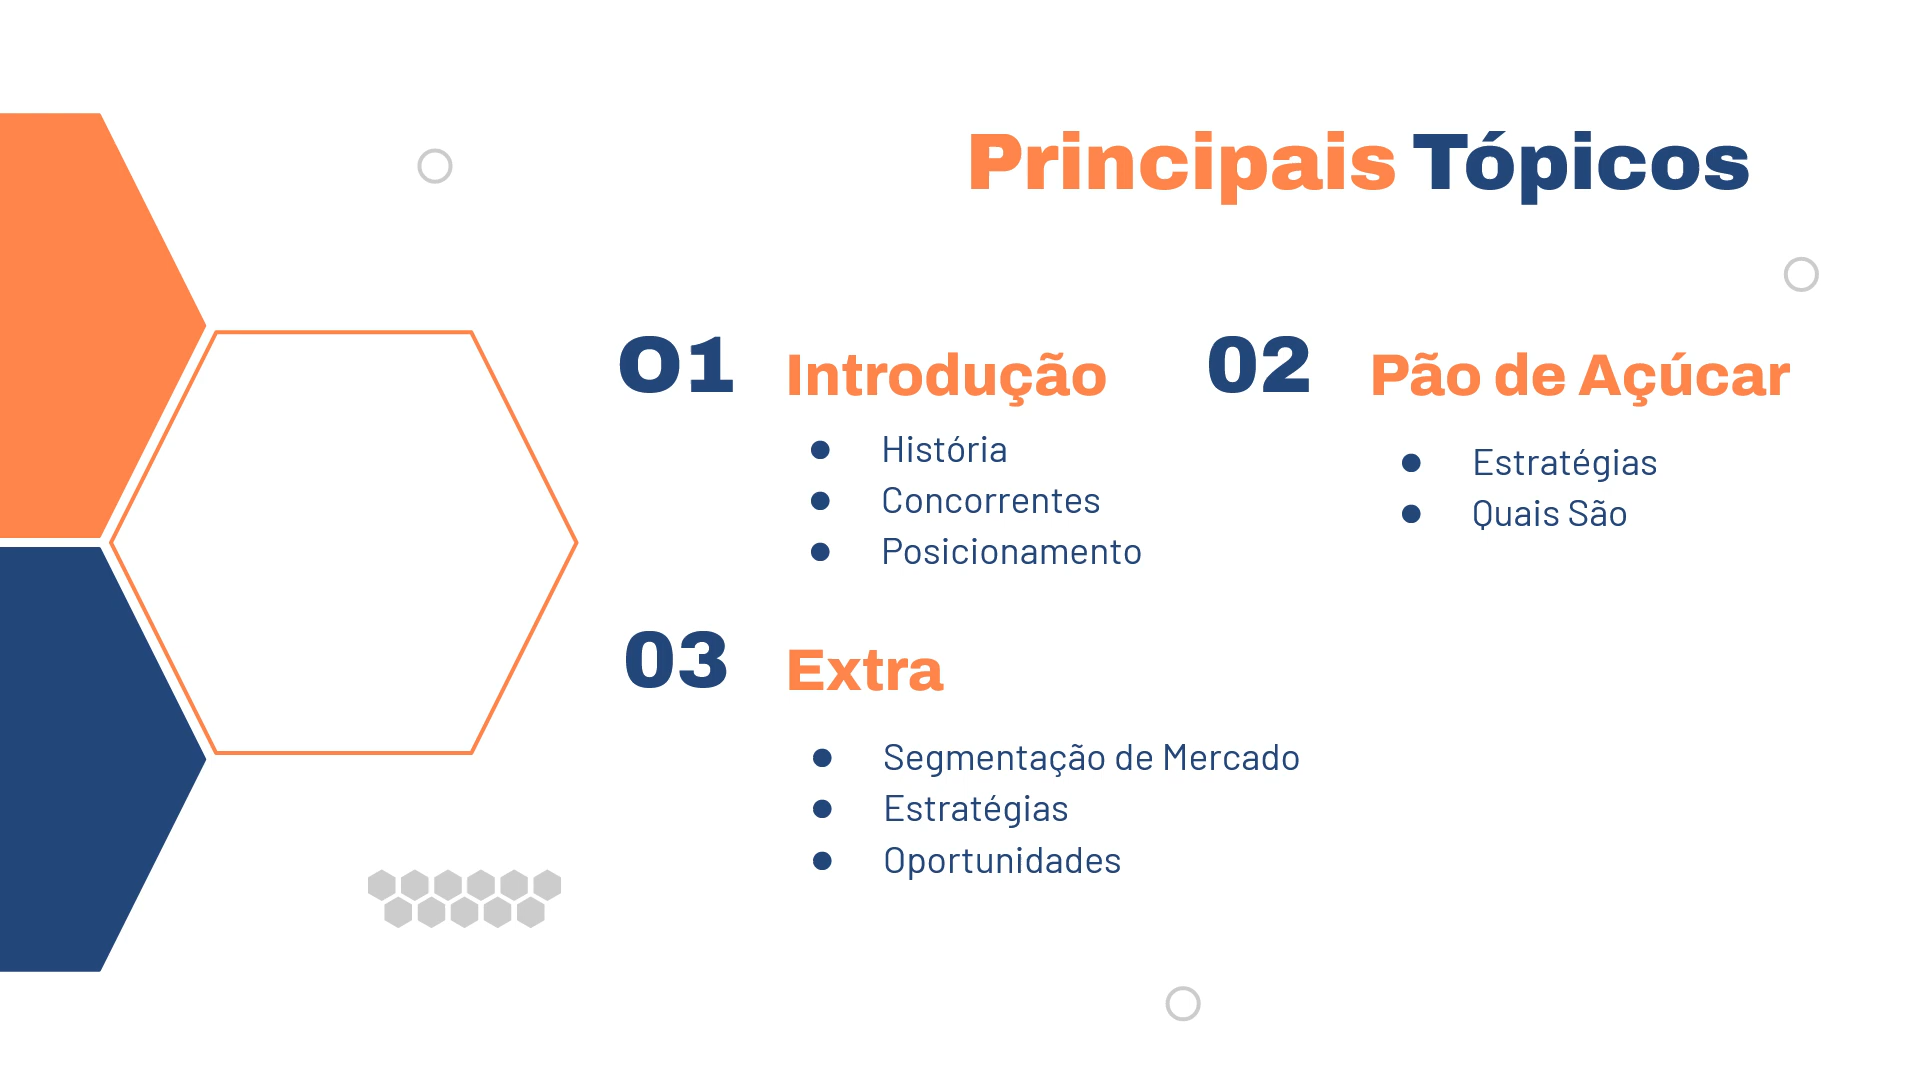 Principais Tópicos
O1 Introdução
● História
● Concorrentes
● Posicionamento
02 Pão de Açúcar
● Estratégias
● Quais São
03 Extra
● Segmentação de Mercado
● Estratégias
● Oportunidades